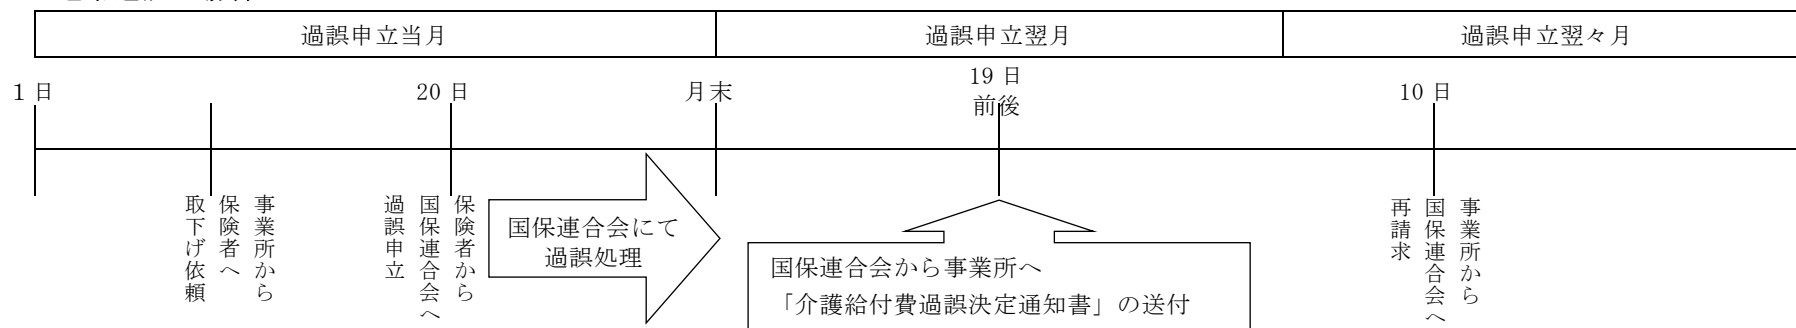 過誤申立当月
過誤申立翌月
過誤申立翌々月
1日
20日
月末
19日
前後
10日
事業所から
保険者へ
取下げ依頼
保険者から
国保連合会へ
過誤申立
国保連合会にて
過誤処理
国保連合会から事業所へ
「介護給付費過誤決定通知書」の送付
事業所から
国保連合会へ
再請求